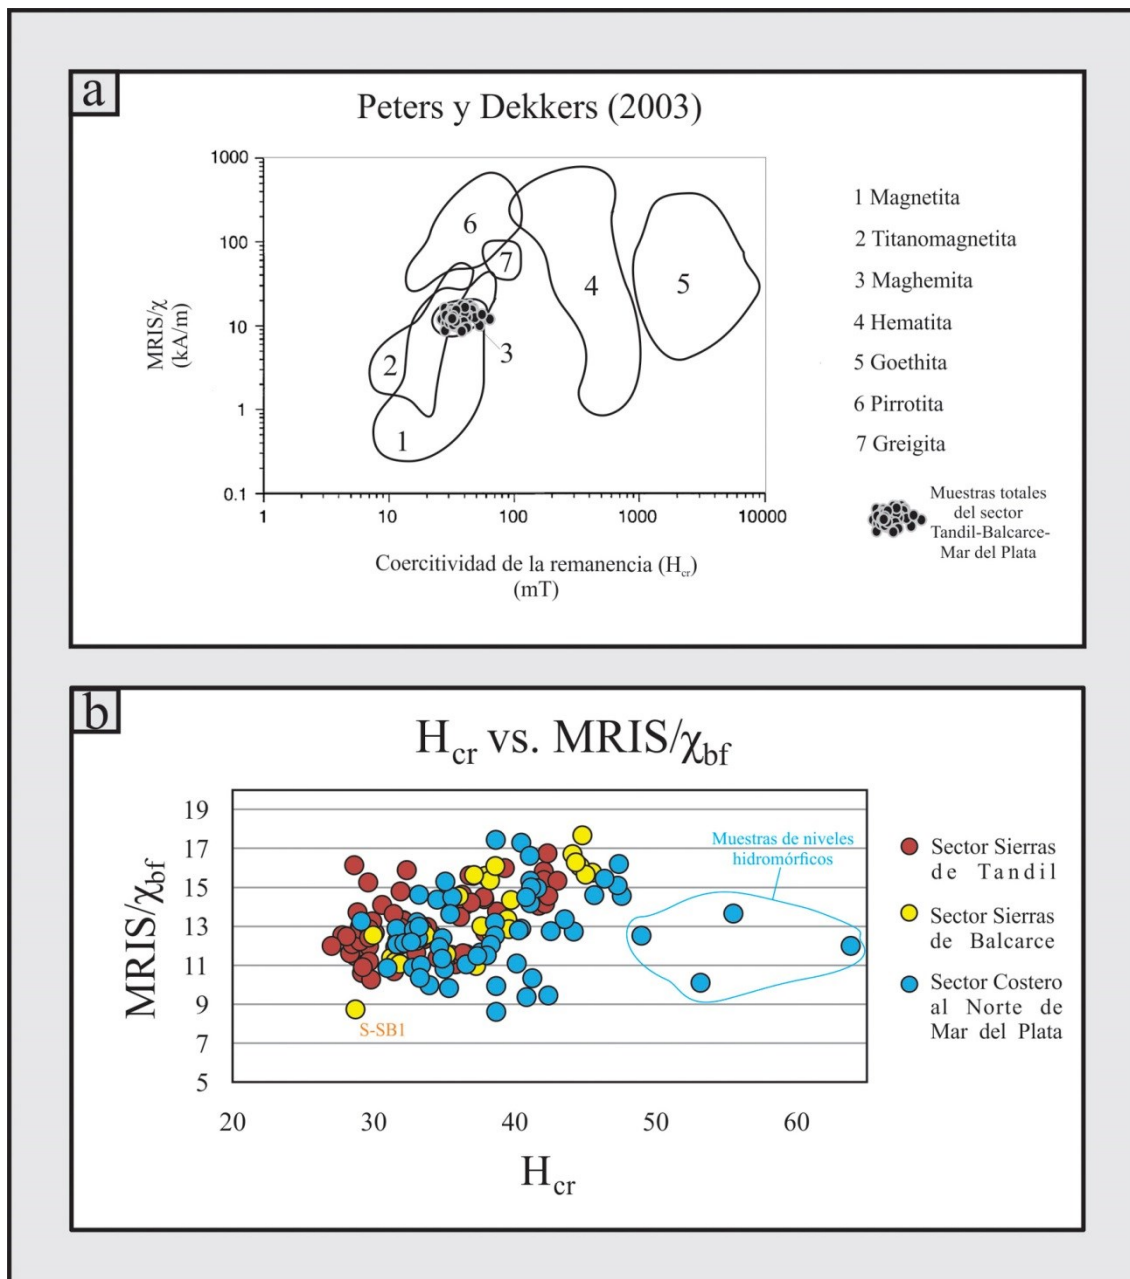 a
Peters y Dekkers (2003)
1000
100
10
1
0.1
MRIS/χ
(kA/m)
6
7
4
5
2
3
1
1
10
100
1000
10000
Coercitividad de la remanencia (Hcr)
(mT)
1 Magnetita
2 Titanomagnetita
3 Maghemita
4 Hematita
5 Goethita
6 Pirrotita
7 Greigita
Muestras totales
del sector
Tandil-Balcarce-
Mar del Plata
b
Hcr vs. MRIS/χbf
19
17
15
13
11
9
7
5
MRIS/χbf
Muestras de niveles
hidromórficos
S-SB1
20
30
40
50
60
Hcr
Sector Sierras
de Tandil
Sector Sierras
de Balcarce
Sector Costero
al Norte de
Mar del Plata